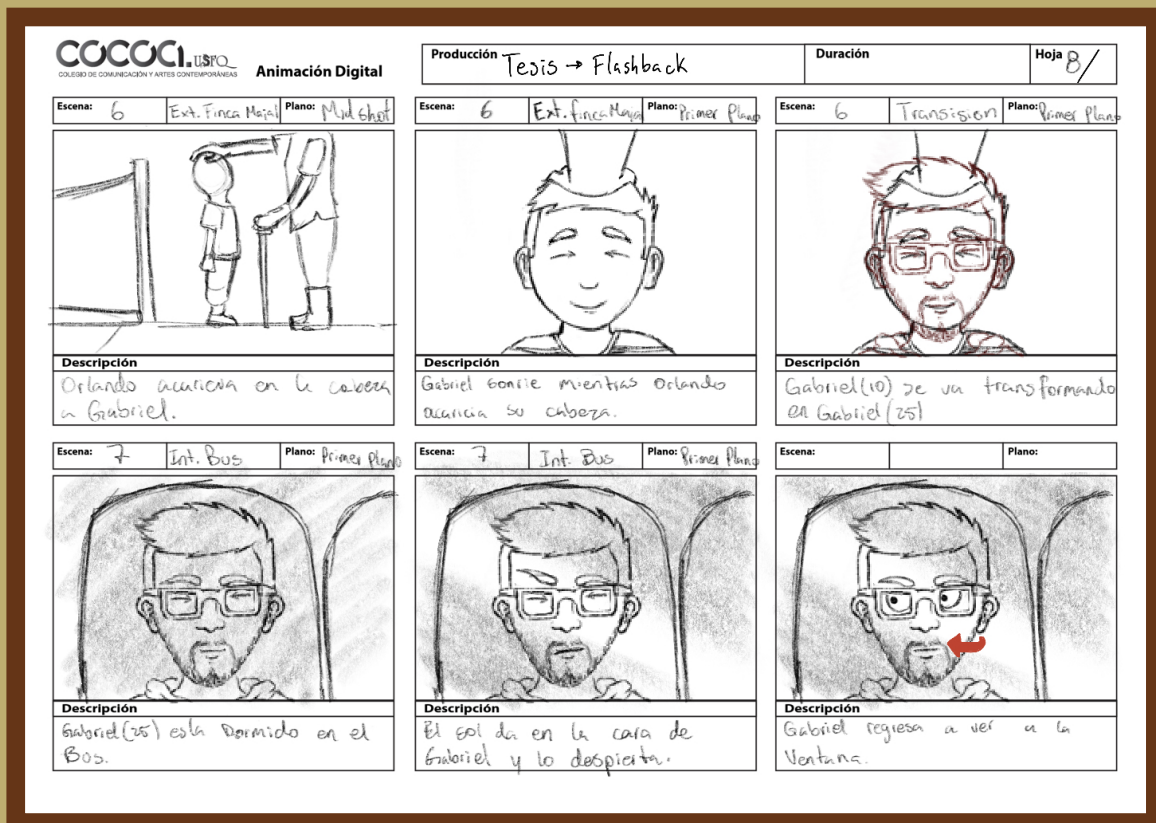 COCOCI.USFQ
COLEGIO DE COMUNICACIÓN Y ARTES CONTEMPORÁNEAS
Animación Digital
Producción Tesis → Flashback
Duración
Hoja 8/
Escena: 6 Ext. Finca Majal Plano: Mid shot
Escena: 6 Ext. finca Plano: Primer Plano
Escena: 6 Transision Plano: Primer Plano
Descripción
Orlando acaricia en la cabeza
a Gabriel.
Descripción
Gabriel sonrie mientras Orlando
acaricia su cabeza.
Descripción
Gabriel(10) se va transformando
en Gabriel(25)
Escena: 7 Int. Bus Plano: Primer Plano
Escena: 7 Int. Bus Plano: Primer Plano
Escena: Plano:
Descripción
Gabriel(25) esta Dormido en el
Bos.
Descripción
El sol da en la cara de
Gabriel y lo despierta.
Descripción
Gabriel regresa a ver a la
Ventana.